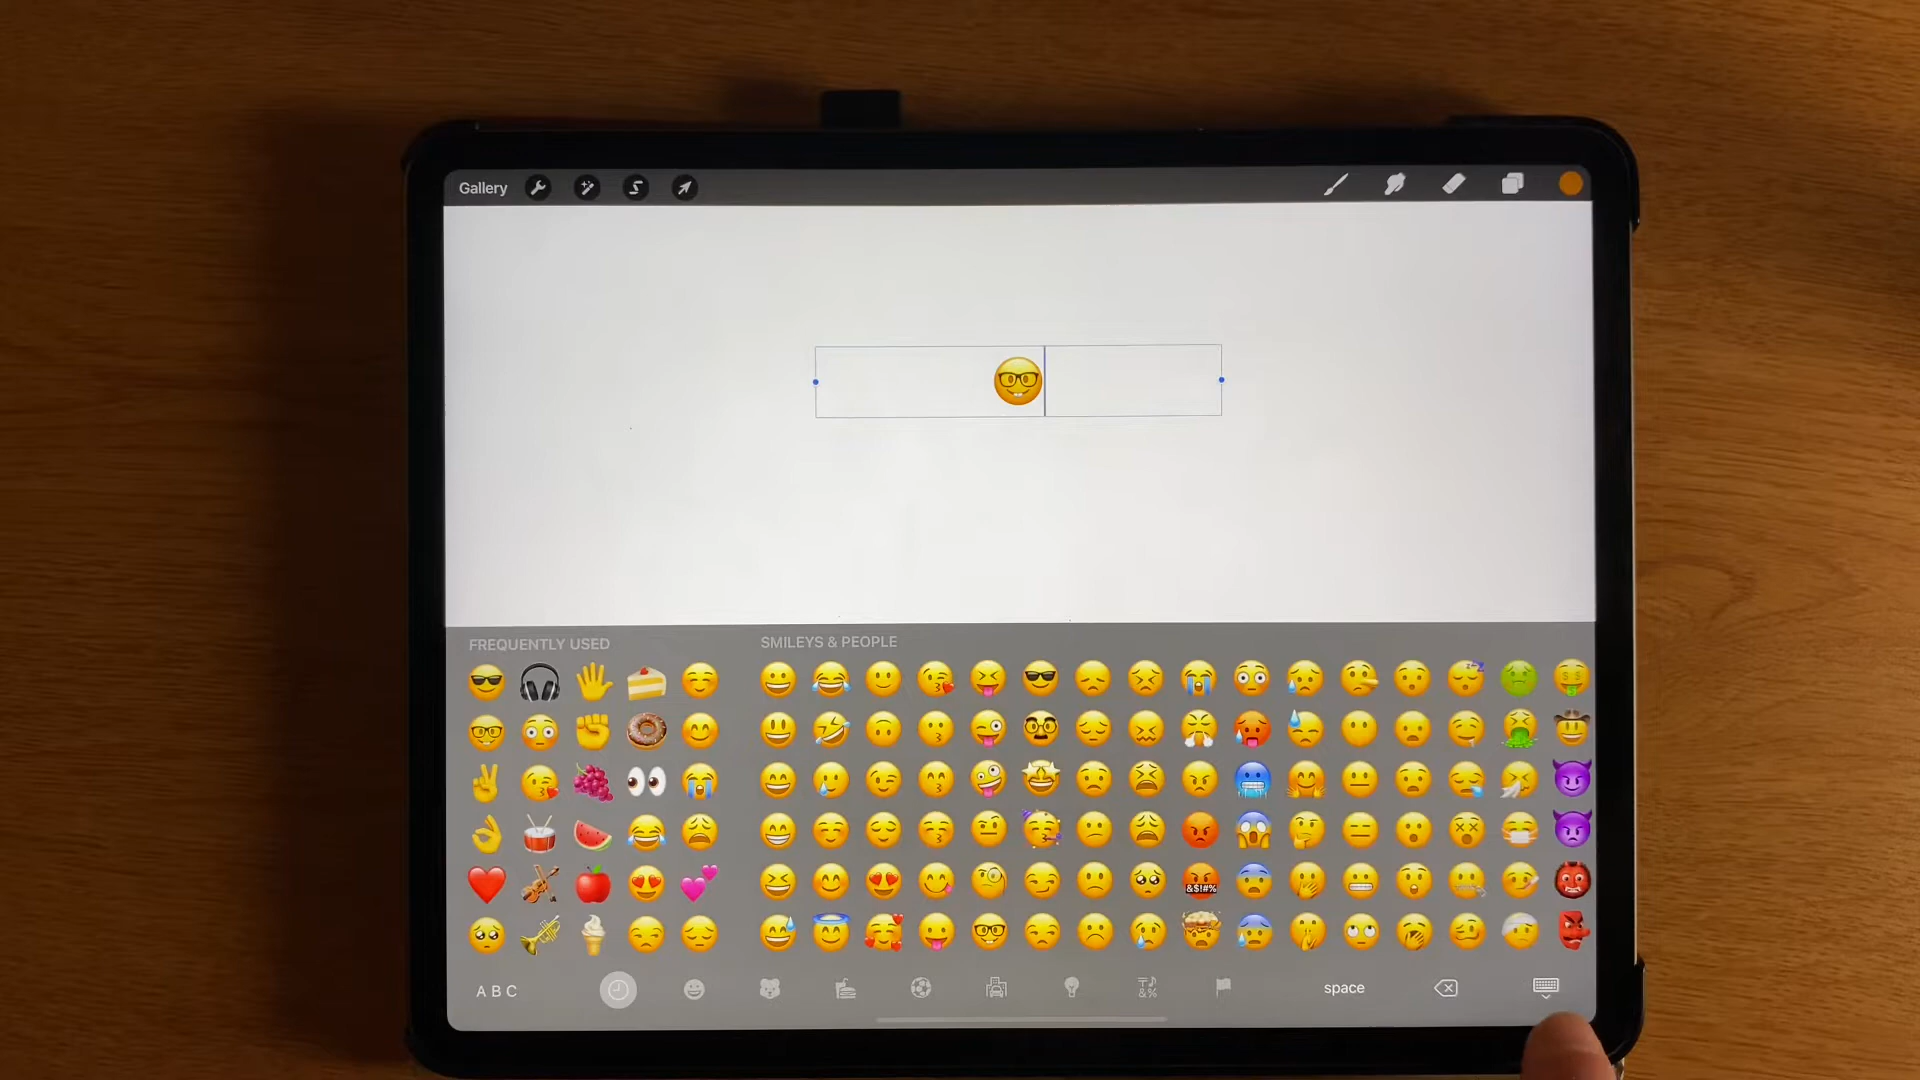 Gallery
FREQUENTLY USED
SMILEYS & PEOPLE
&$!#%
ABC
space